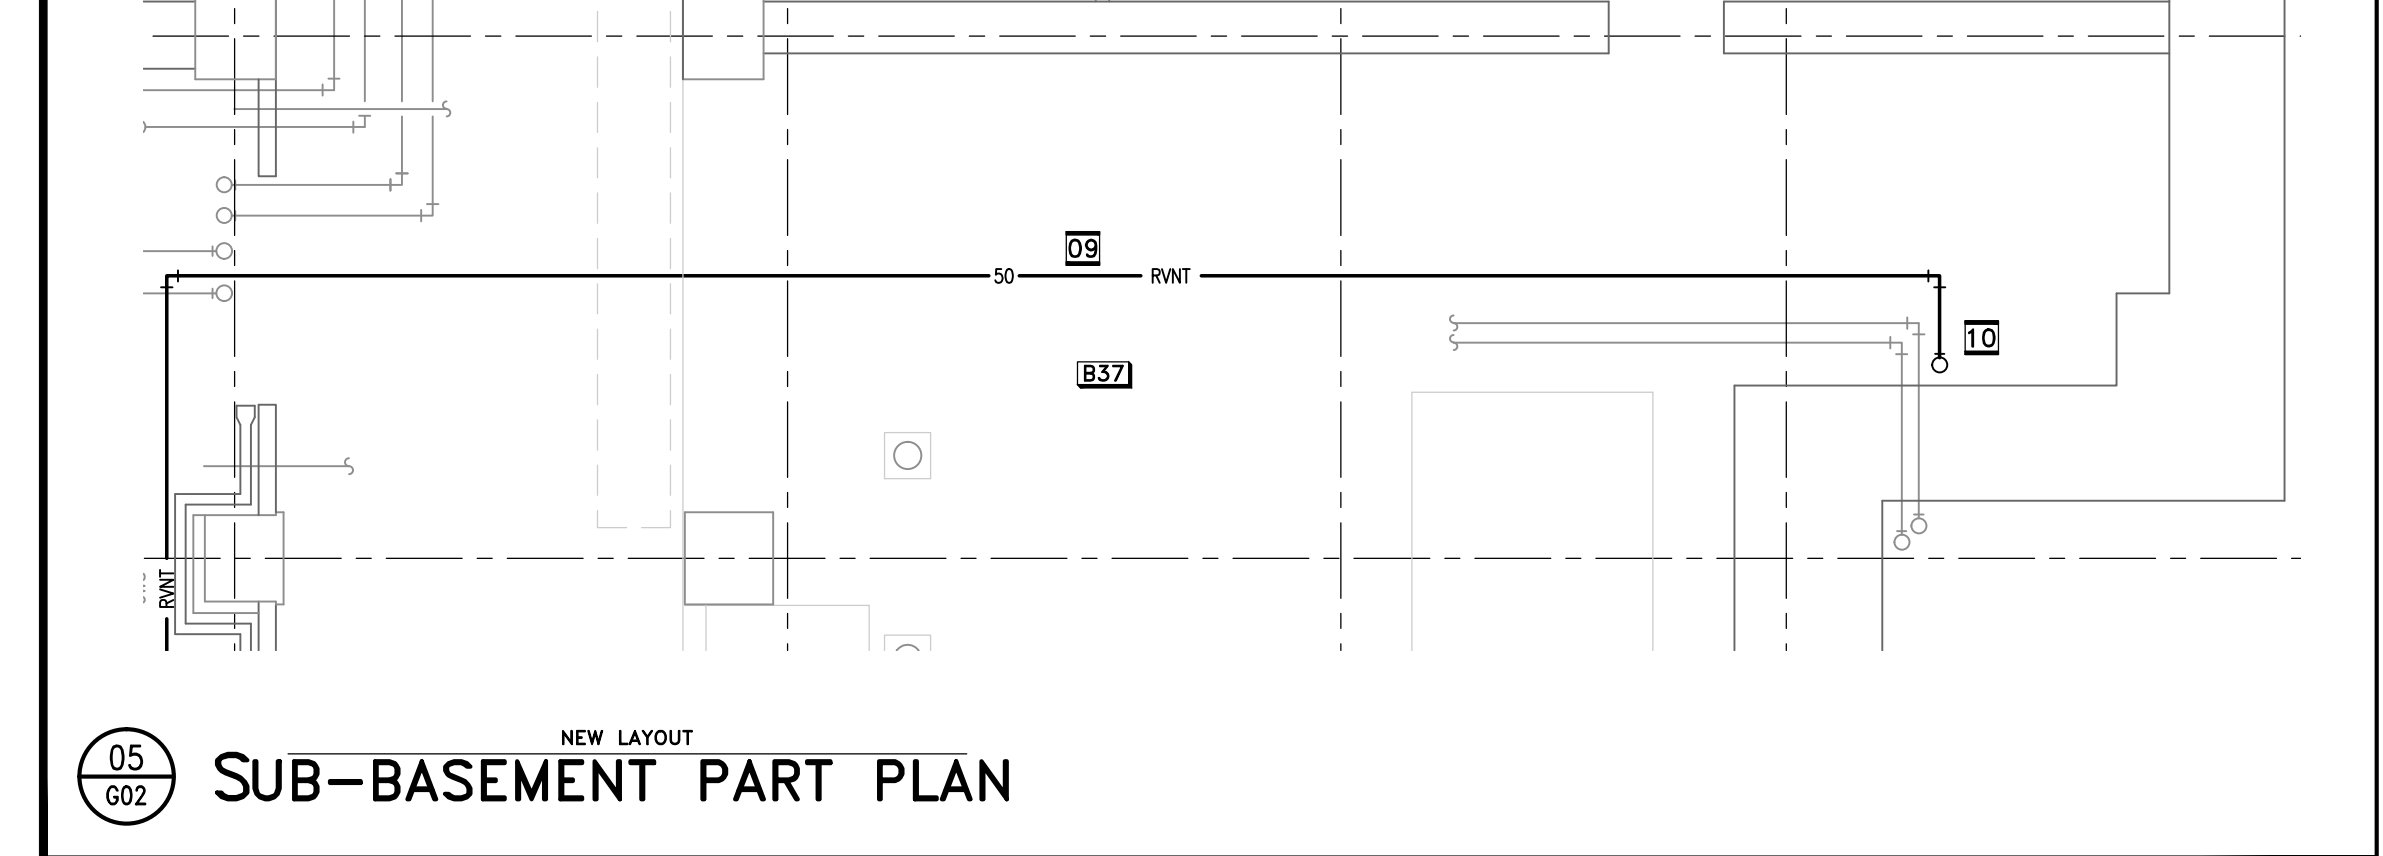 09
50 RVNT
10
B37
RVNT
NEW LAYOUT
05
G02
SUB-BASEMENT PART PLAN